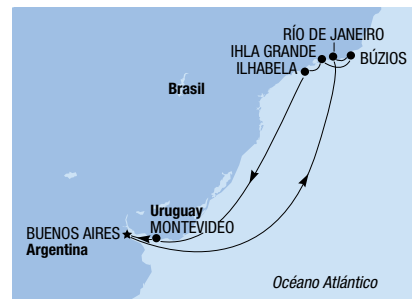 RÍO DE JANEIRO
IHLA GRANDE
BÚZIOS
ILHABELA
Brasil
Uruguay
MONTEVIDEO
BUENOS AIRES
Argentina
Océano Atlántico